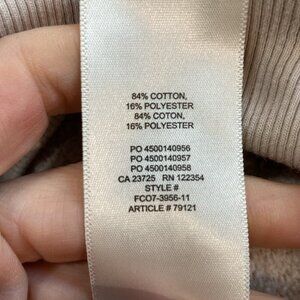 84% COTTON,
16% POLYESTER
84% COTON,
16% POLYESTER
PO 4500140956
PO 4500140957
PO 4500140958
CA 23725 RN 122354
STYLE #
FCO7-3956-11
ARTICLE # 79121